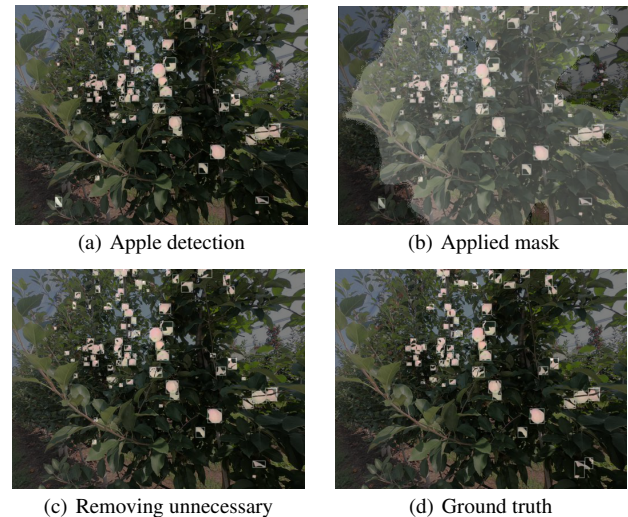 (a) Apple detection
(b) Applied mask
(c) Removing unnecessary
(d) Ground truth